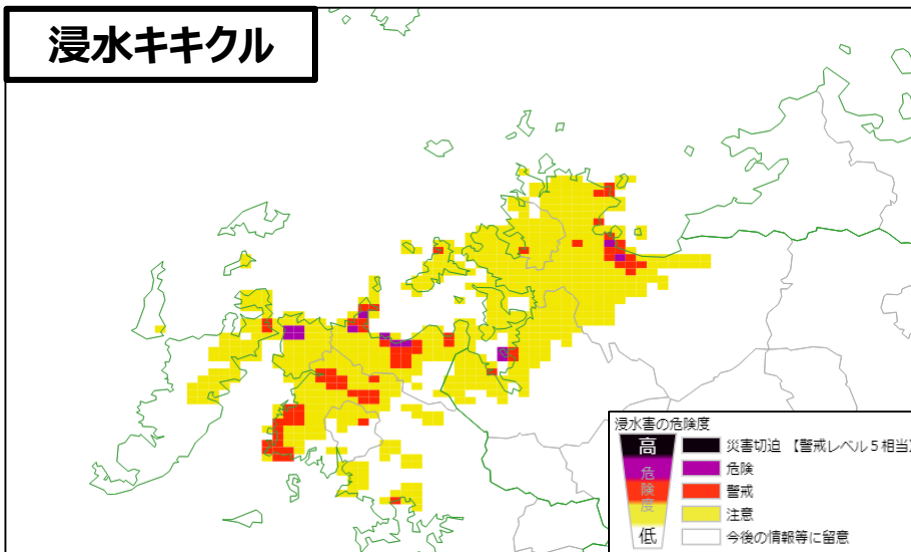 浸水キキクル
浸水害の危険度
高
危険度
低
災害切迫 【警戒レベル５相当】
危険
警戒
注意
今後の情報等に留意